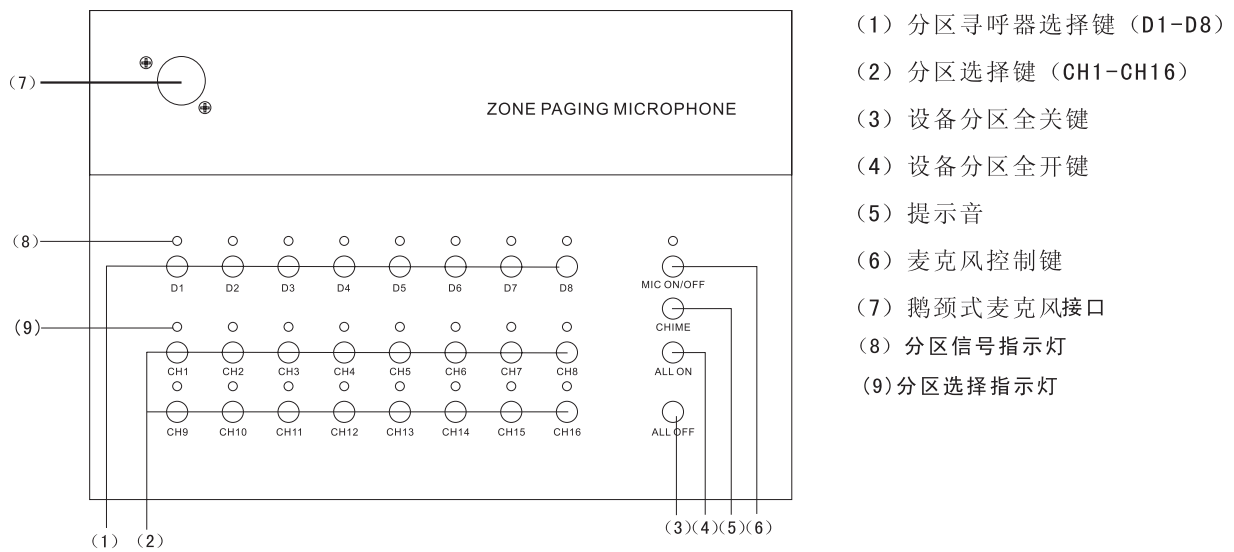 (7)
ZONE PAGING MICROPHONE
(8)
D1 D2 D3 D4 D5 D6 D7 D8 MIC ON/OFF
CHIME
(9)
CH1 CH2 CH3 CH4 CH5 CH6 CH7 CH8 ALL ON
CH9 CH10 CH11 CH12 CH13 CH14 CH15 CH16 ALL OFF
(3)(4)(5)(6)
(1) (2)
(1) 分区寻呼器选择键 (D1-D8)
(2) 分区选择键 (CH1-CH16)
(3) 设备分区全关键
(4) 设备分区全开键
(5) 提示音
(6) 麦克风控制键
(7) 鹅颈式麦克风接口
(8) 分区信号指示灯
(9)分区选择指示灯